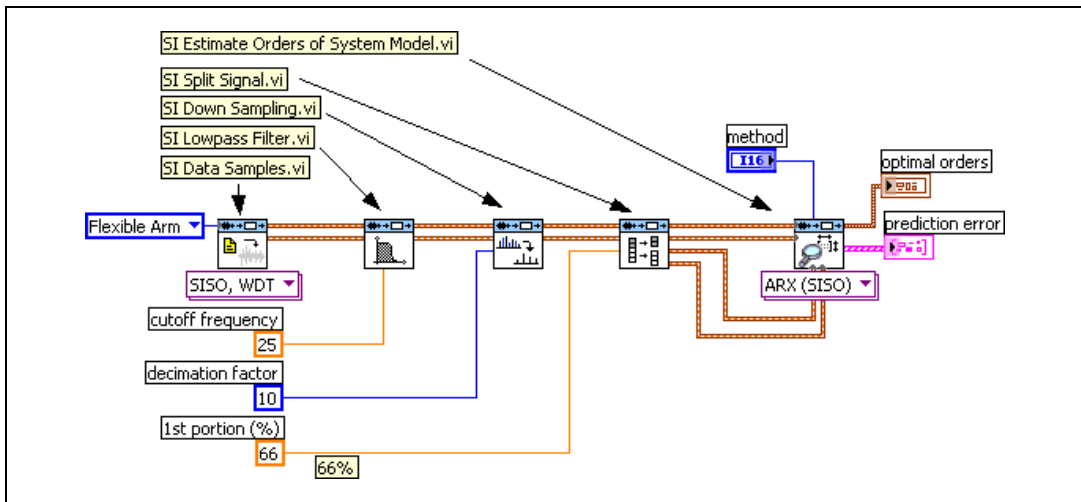 SI Estimate Orders of System Model.vi
SI Split Signal.vi
SI Down Sampling.vi
SI Lowpass Filter.vi
SI Data Samples.vi
method
I16
optimal orders
prediction error
Flexible Arm
SISO, WDT
ARX (SISO)
cutoff frequency
25
decimation factor
10
1st portion (%)
66
66%